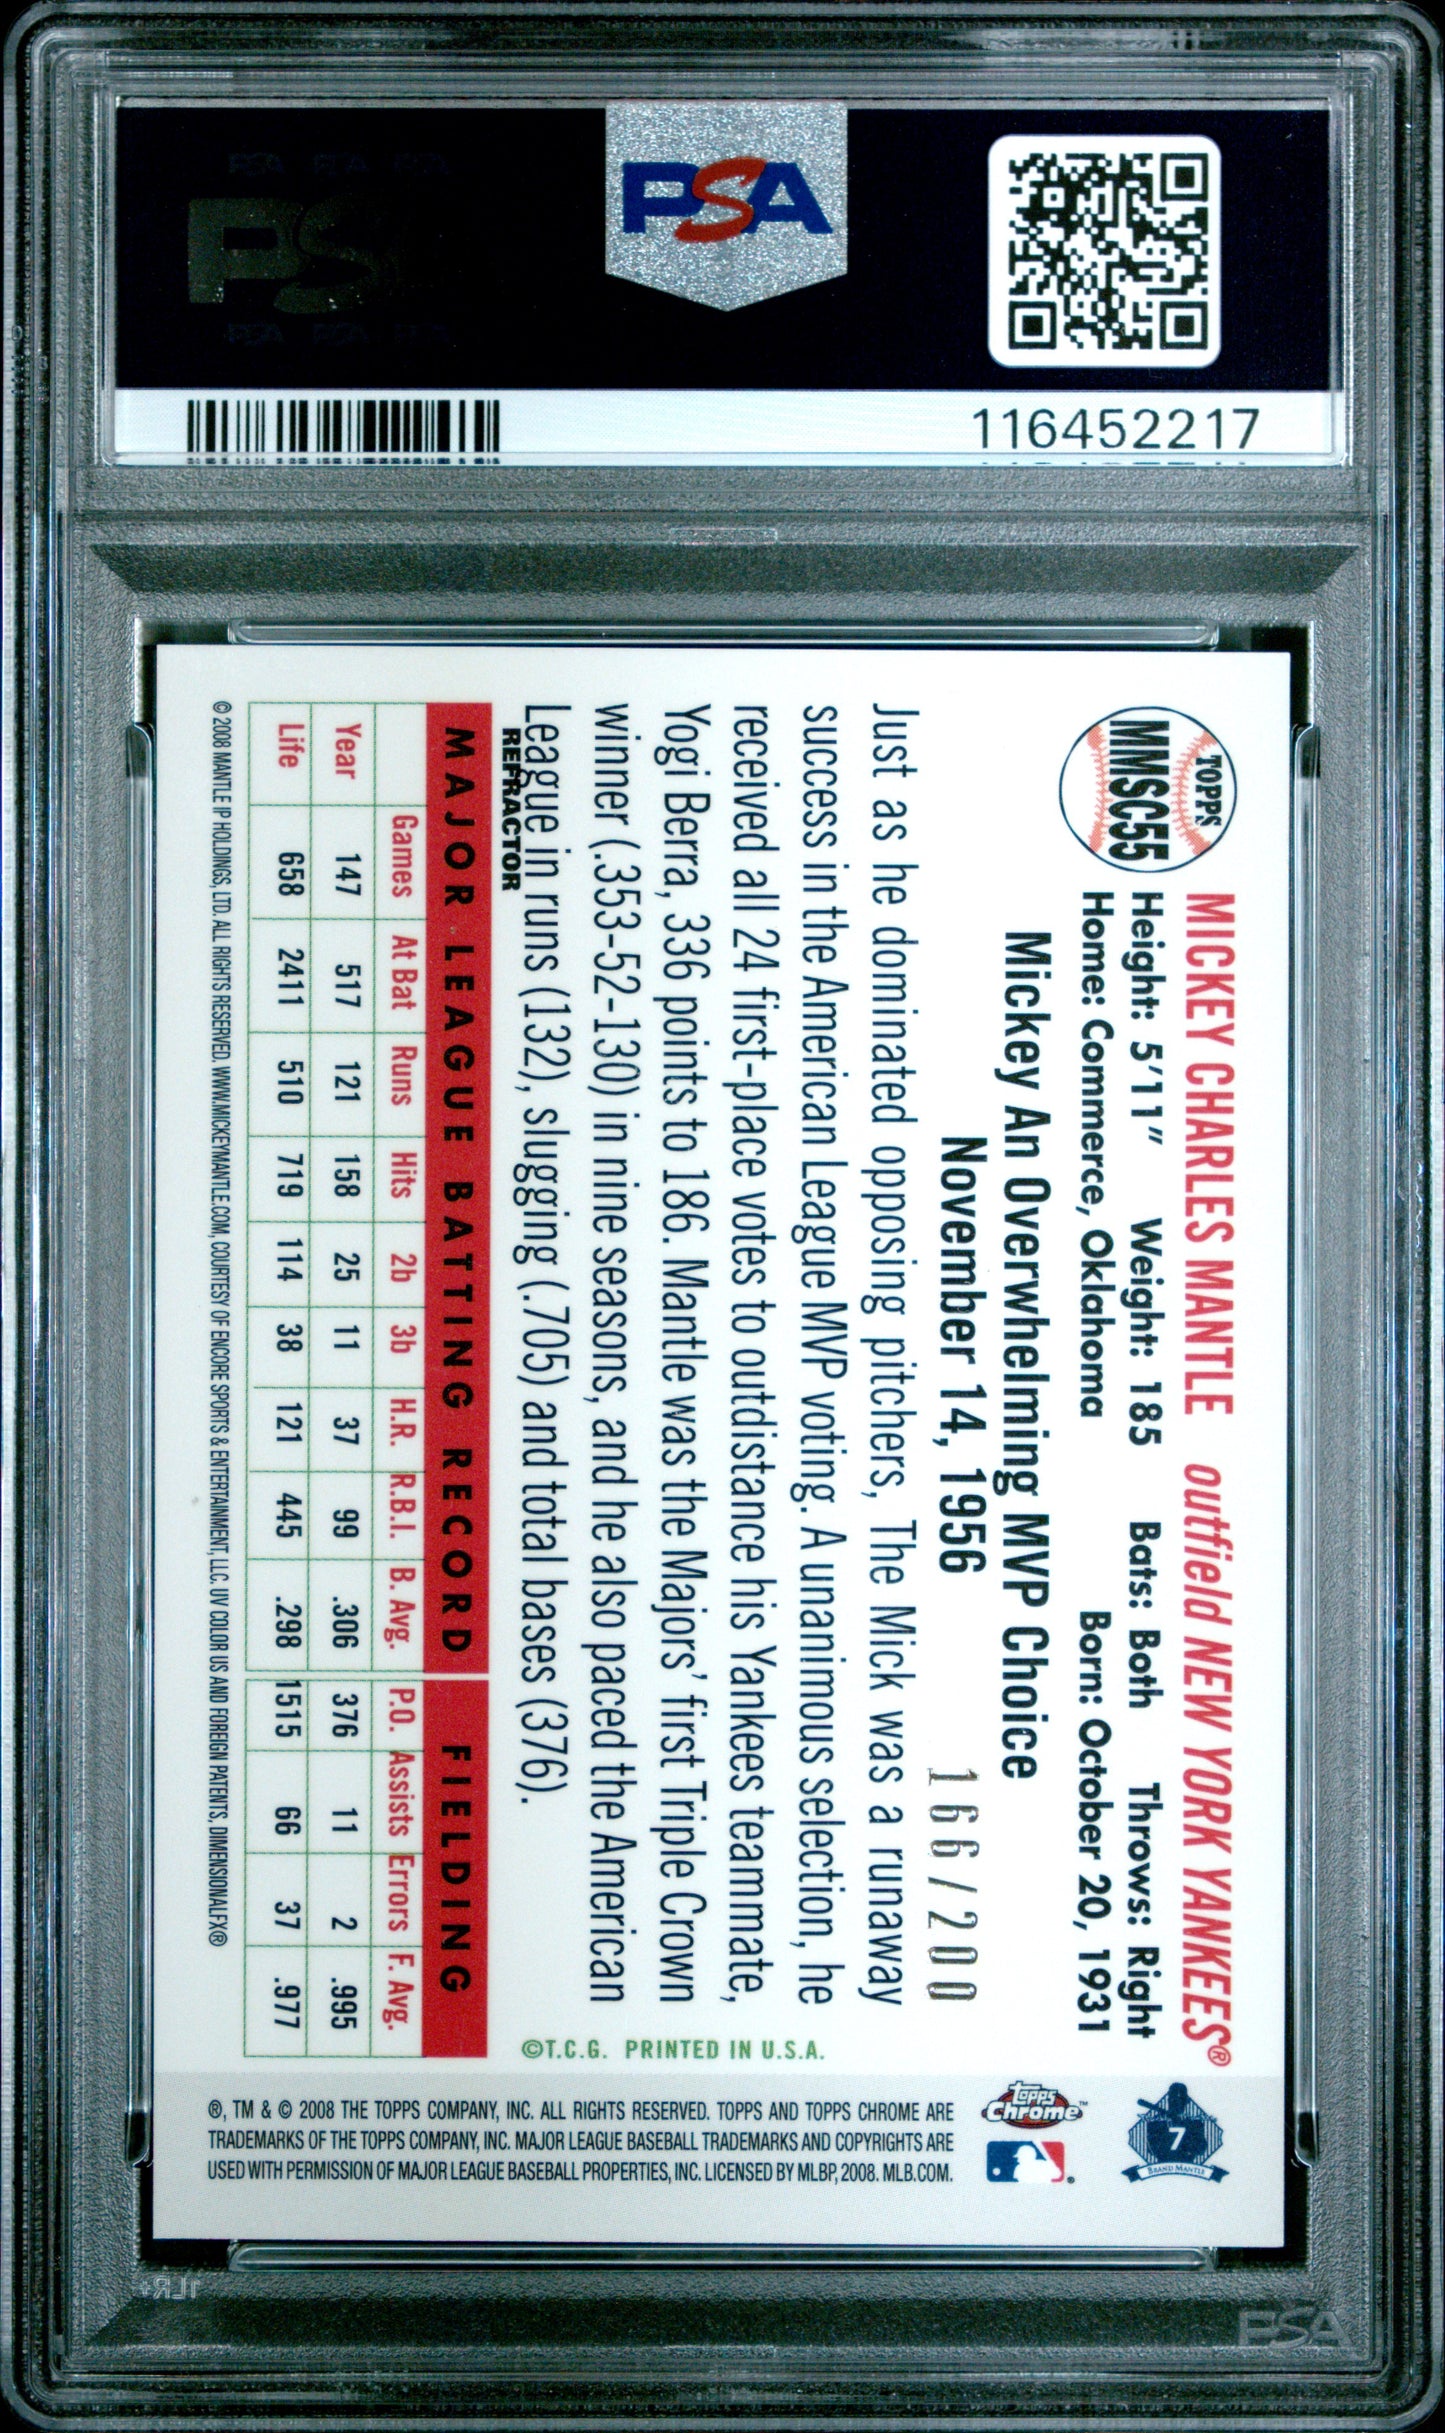 PSA
116452217
TOPPS
MMSC55
MICKEY CHARLES MANTLE outfield NEW YORK YANKEES®
Height: 5'11" Weight: 185 Bats: Both Throws: Right
Home: Commerce, Oklahoma Born: October 20, 1931
Mickey An Overwhelming MVP Choice
November 14, 1956
166/200
Just as he dominated opposing pitchers, The Mick was a runaway
success in the American League MVP voting. A unanimous selection, he
received all 24 first-place votes to outdistance his Yankees teammate,
Yogi Berra, 336 points to 186. Mantle was the Majors' first Triple Crown
winner (.353-52-130) in nine seasons, and he also paced the American
League in runs (132), slugging (.705) and total bases (376).
REFRACTOR
MAJOR LEAGUE BATTING RECORD FIELDING
Games At Bat Runs Hits 2b 3b H.R. R.B.I. B. Avg. P.O. Assists Errors F. Avg.
Year 147 517 121 158 25 11 37 99 .306 376 11 2 .995
Life 658 2411 510 719 114 38 121 445 .298 1515 66 37 .977
© 2008 MANTLE IP HOLDINGS, LTD. ALL RIGHTS RESERVED. WWW.MICKEYMANTLE.COM, COURTESY OF ENCORE SPORTS & ENTERTAINMENT, LLC. UV COLOR US AND FOREIGN PATENTS, DIMENSIONALFX®
©T.C.G. PRINTED IN U.S.A.
7
BRAND MANTLE
topps
Chrome™
®, TM & © 2008 THE TOPPS COMPANY, INC. ALL RIGHTS RESERVED. TOPPS AND TOPPS CHROME ARE
TRADEMARKS OF THE TOPPS COMPANY, INC. MAJOR LEAGUE BASEBALL TRADEMARKS AND COPYRIGHTS ARE
USED WITH PERMISSION OF MAJOR LEAGUE BASEBALL PROPERTIES, INC. LICENSED BY MLBP, 2008. MLB.COM.
PSA